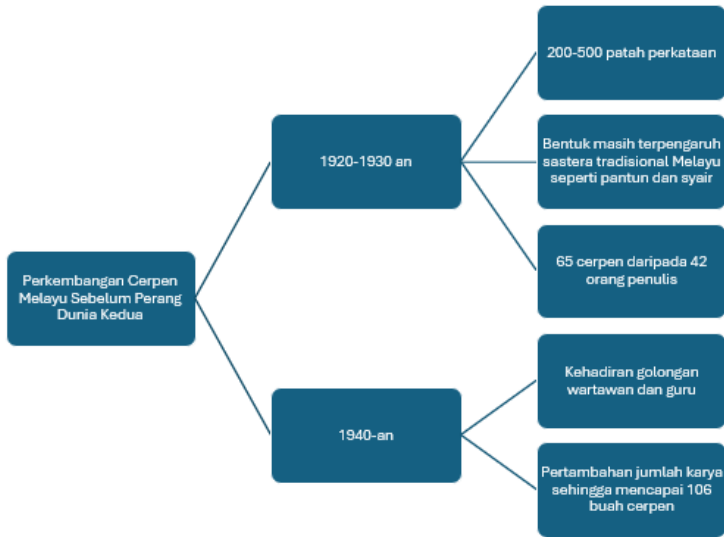 Perkembangan Cerpen
Melayu Sebelum Perang
Dunia Kedua
1920-1930 an
200-500 patah perkataan
Bentuk masih terpengaruh
sastera tradisional Melayu
seperti pantun dan syair
65 cerpen daripada 42
orang penulis
1940-an
Kehadiran golongan
wartawan dan guru
Pertambahan jumlah karya
sehingga mencapai 106
buah cerpen